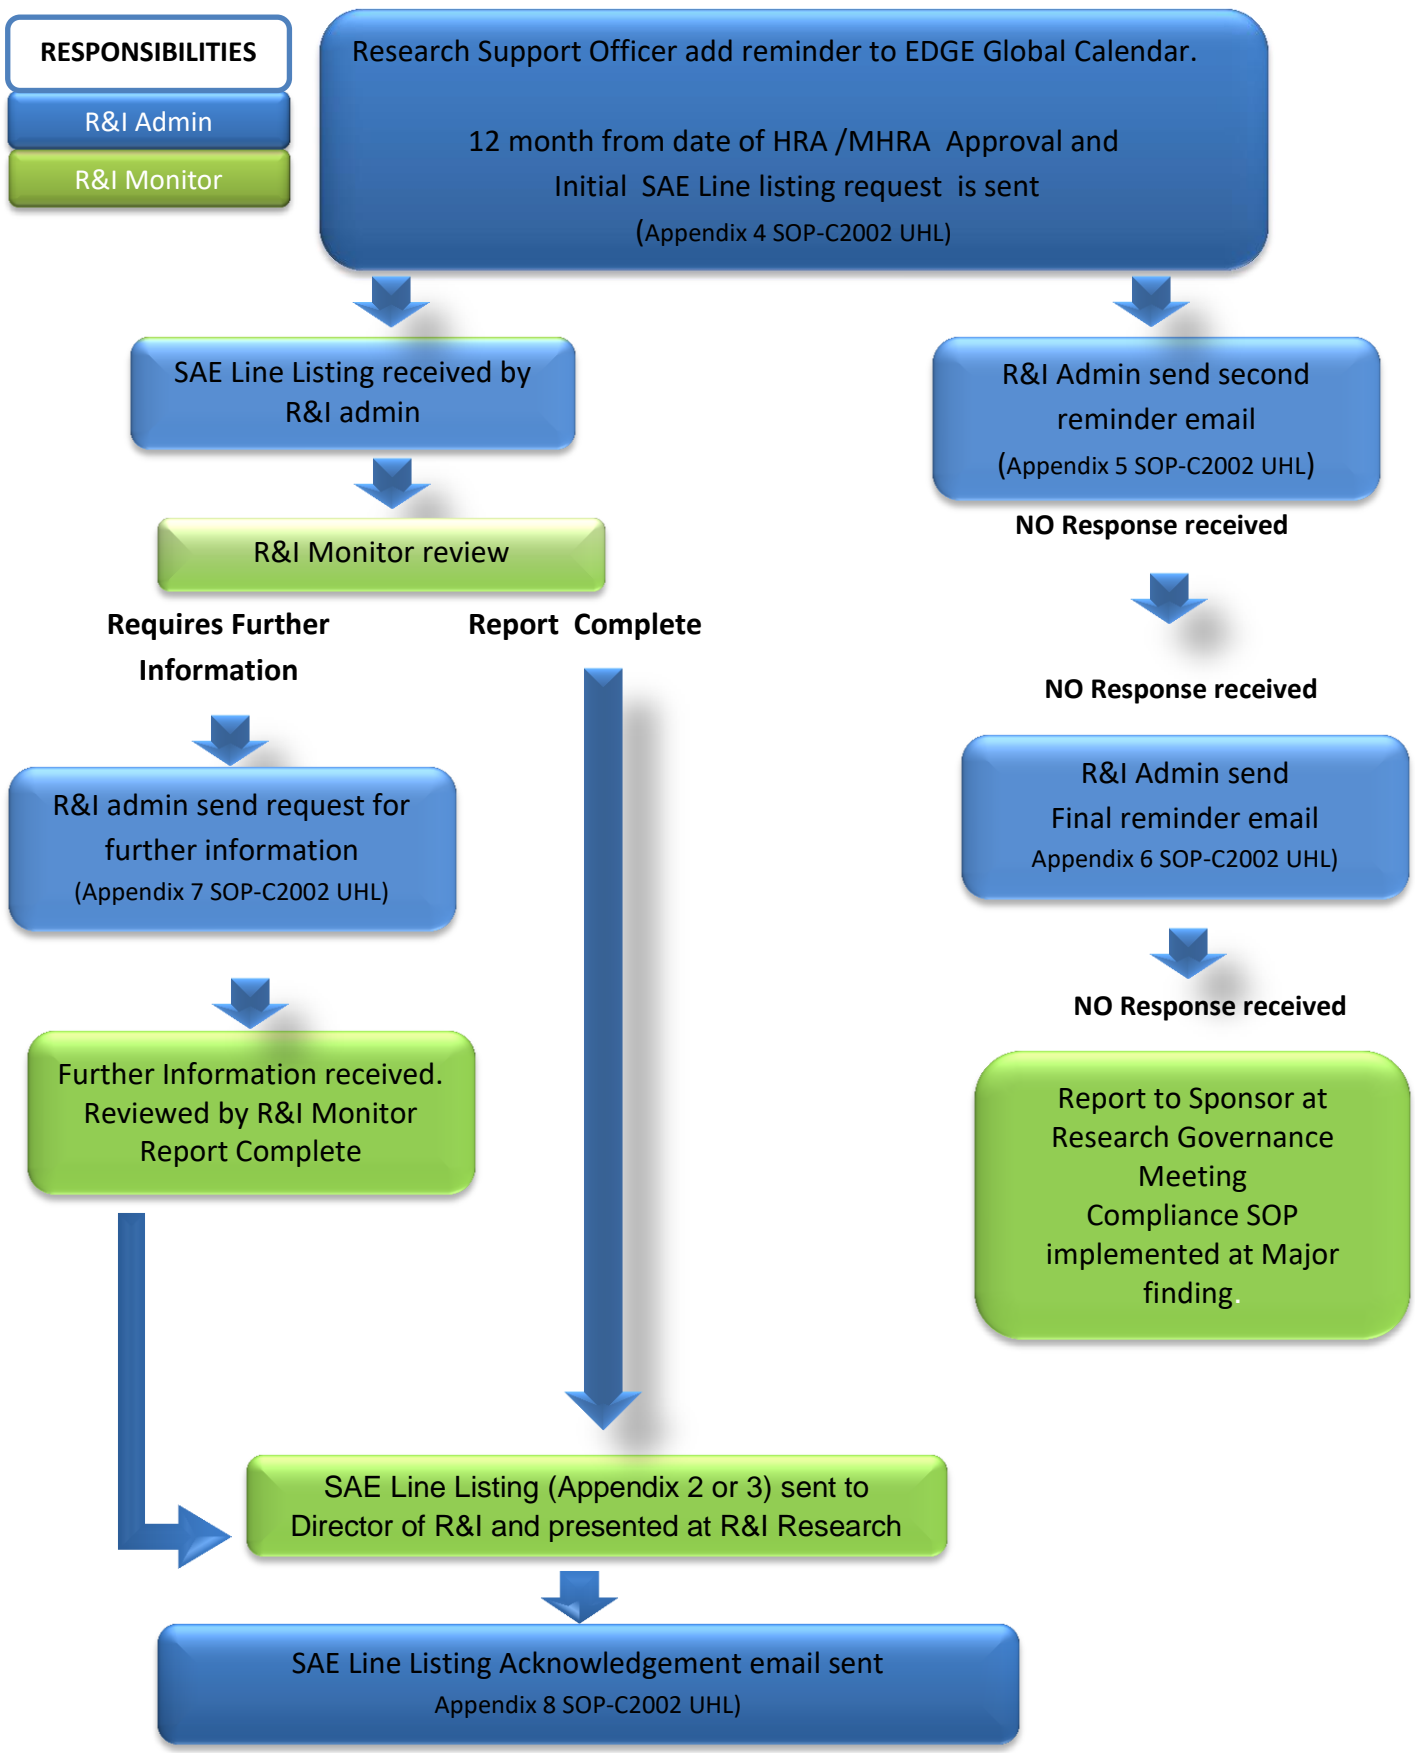 RESPONSIBILITIES
R&I Admin
R&I Monitor
Research Support Officer add reminder to EDGE Global Calendar.
12 month from date of HRA /MHRA Approval and
Initial SAE Line listing request is sent
(Appendix 4 SOP-C2002 UHL)
SAE Line Listing received by
R&I admin
R&I Monitor review
Requires Further
Information
Report Complete
R&I admin send request for
further information
(Appendix 7 SOP-C2002 UHL)
Further Information received.
Reviewed by R&I Monitor
Report Complete
R&I Admin send second
reminder email
(Appendix 5 SOP-C2002 UHL)
NO Response received
NO Response received
R&I Admin send
Final reminder email
Appendix 6 SOP-C2002 UHL)
NO Response received
Report to Sponsor at
Research Governance
Meeting
Compliance SOP
implemented at Major
finding.
SAE Line Listing (Appendix 2 or 3) sent to
Director of R&I and presented at R&I Research
SAE Line Listing Acknowledgement email sent
Appendix 8 SOP-C2002 UHL)